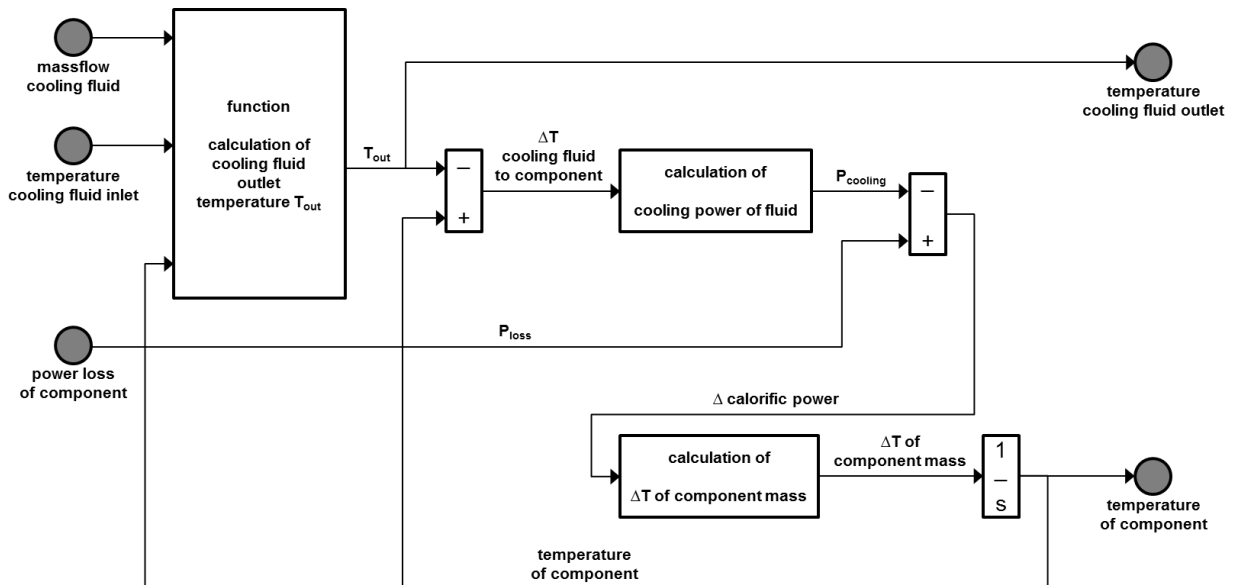 massflow
cooling fluid
temperature
cooling fluid inlet
power loss
of component
function
calculation of
cooling fluid
outlet
temperature Tout
Tout
−
+
ΔT
cooling fluid
to component
calculation of
cooling power of fluid
Pcooling
−
+
temperature
cooling fluid outlet
Ploss
Δ calorific power
calculation of
ΔT of component mass
ΔT of
component mass
1
−
s
temperature
of component
temperature
of component